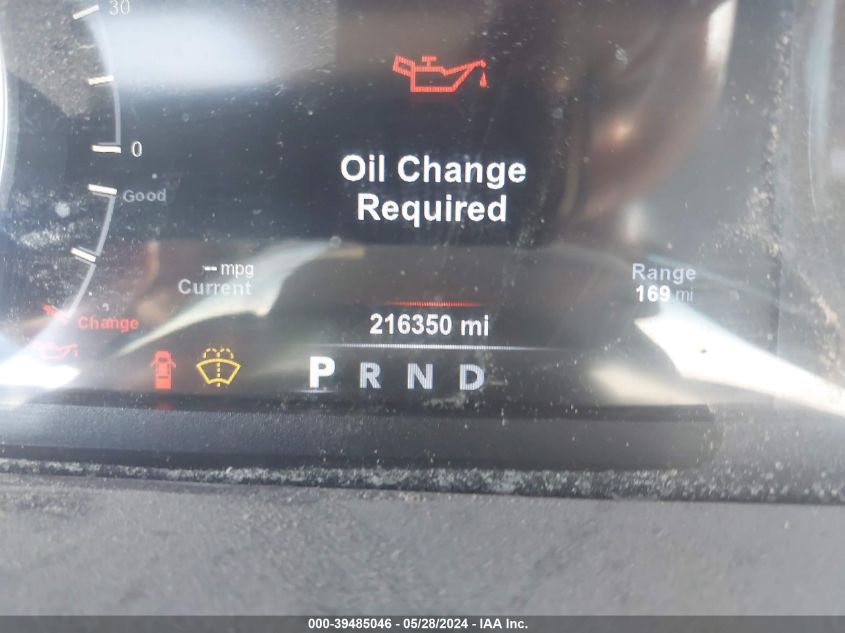 30
0
Oil Change
Required
Good
-- mpg
Current
Range
169 mi
Change
216350 mi
P R N D
000-39485046 - 05/28/2024 - IAA Inc.